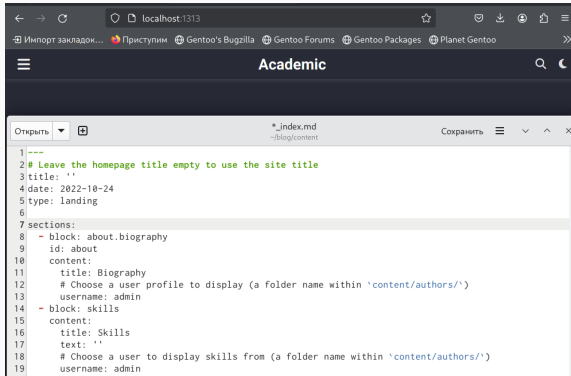 localhost:1313
Импорт закладок... Приступим Gentoo's Bugzilla Gentoo Forums Gentoo Packages Planet Gentoo
Academic
Открыть *_index.md Сохранить
~/blog/content
1 ---
2 # Leave the homepage title empty to use the site title
3 title: ''
4 date: 2022-10-24
5 type: landing
6
7 sections:
8   - block: about.biography
9     id: about
10     content:
11       title: Biography
12       # Choose a user profile to display (a folder name within `content/authors/`)
13       username: admin
14   - block: skills
15     content:
16       title: Skills
17       text: ''
18       # Choose a user to display skills from (a folder name within `content/authors/`)
19       username: admin